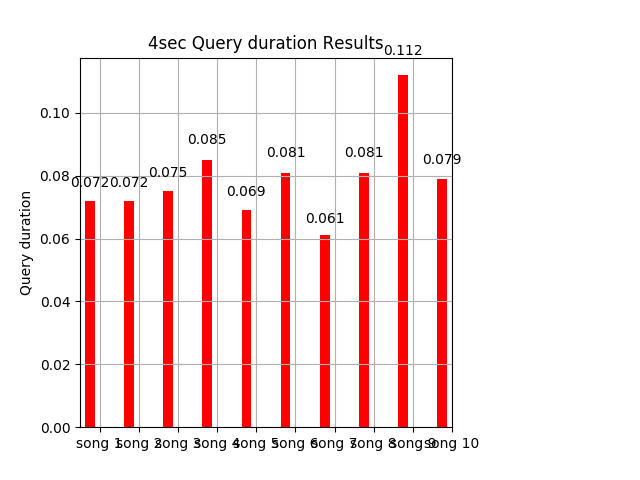 4sec Query duration Results
0.112
0.085
0.081
0.081
0.079
0.075
0.072
0.072
0.069
0.061
Query duration
0.10
0.08
0.06
0.04
0.02
0.00
song 1
song 2
song 3
song 4
song 5
song 6
song 7
song 8
song 9
song 10